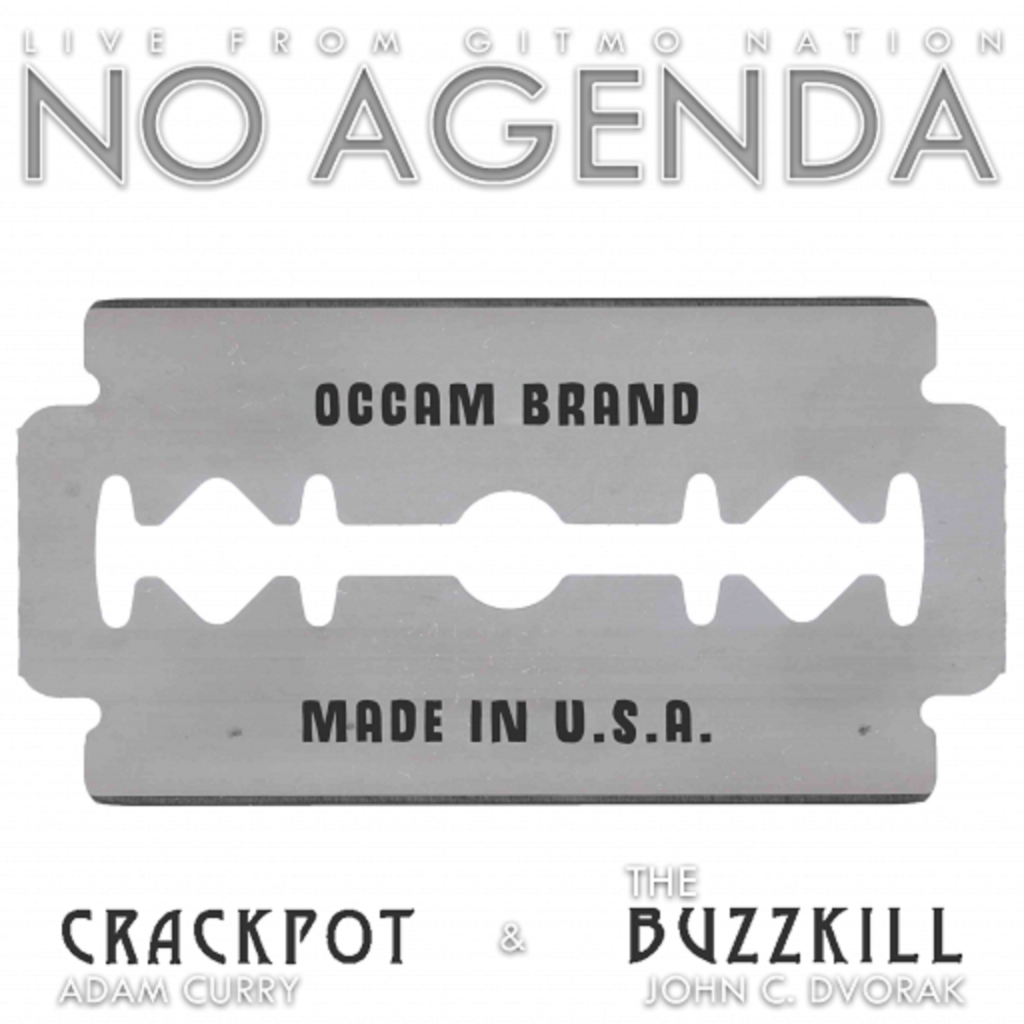 LIVE FROM GITMO NATION
NO AGENDA
OCCAM BRAND
MADE IN U.S.A.
CRACKPOT & THE BUZZKILL
ADAM CURRY JOHN C. DVORAK